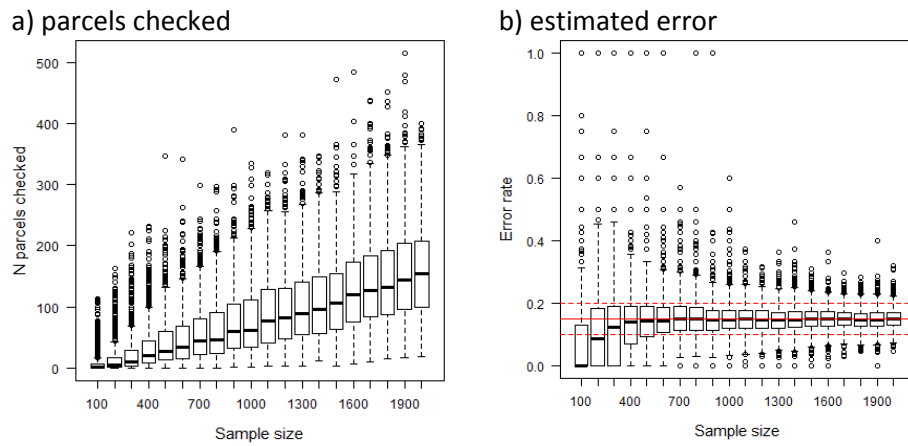 a) parcels checked
b) estimated error
N parcels checked
500
400
300
200
100
0
100 400 700 1000 1300 1600 1900
Sample size
Error rate
1.0
0.8
0.6
0.4
0.2
0.0
100 400 700 1000 1300 1600 1900
Sample size